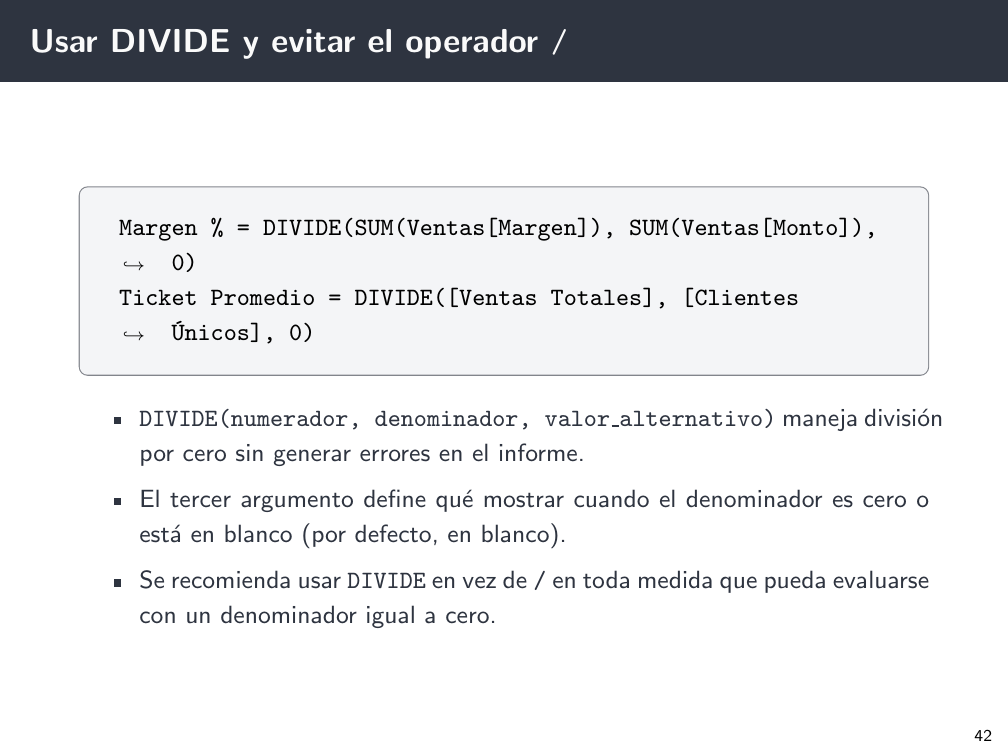 Usar DIVIDE y evitar el operador /
Margen % = DIVIDE(SUM(Ventas[Margen]), SUM(Ventas[Monto]),
↪ 0)
Ticket Promedio = DIVIDE([Ventas Totales], [Clientes
↪ Únicos], 0)
▪ DIVIDE(numerador, denominador, valor_alternativo) maneja división
por cero sin generar errores en el informe.
▪ El tercer argumento define qué mostrar cuando el denominador es cero o
está en blanco (por defecto, en blanco).
▪ Se recomienda usar DIVIDE en vez de / en toda medida que pueda evaluarse
con un denominador igual a cero.
42